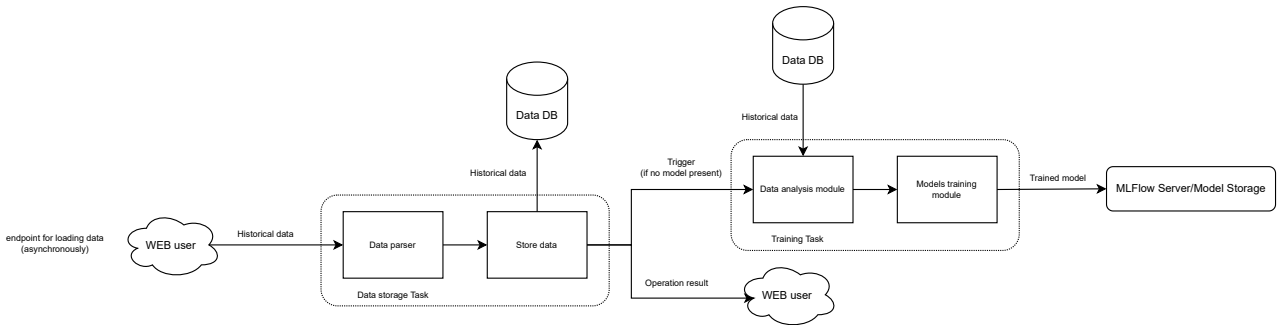 endpoint for loading data
(asynchronously)
WEB user
Historical data
Data parser
Store data
Data storage Task
Historical data
Data DB
Trigger
(if no model present)
Operation result
WEB user
Data DB
Historical data
Data analysis module
Models training
module
Training Task
Trained model
MLFlow Server/Model Storage